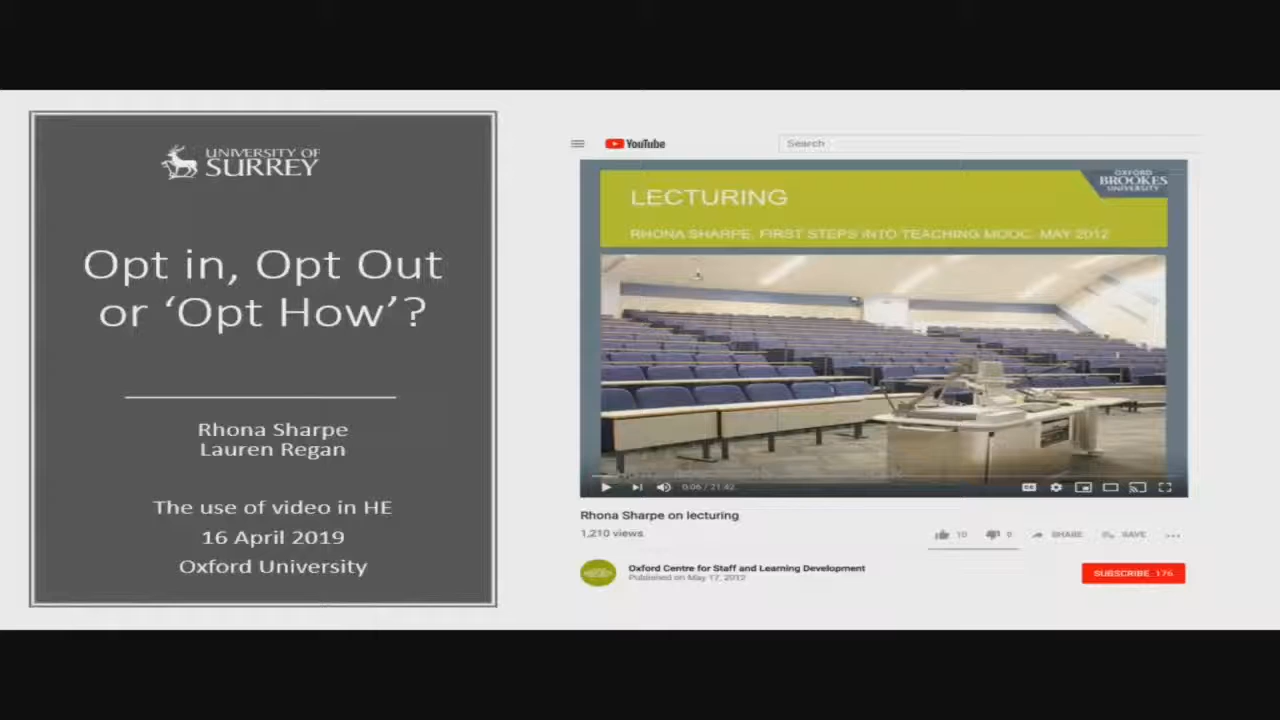 UNIVERSITY OF
SURREY
Opt in, Opt Out
or ‘Opt How’?
Rhona Sharpe
Lauren Regan
The use of video in HE
16 April 2019
Oxford University
YouTube
Search
OXFORD
BROOKES
UNIVERSITY
LECTURING
RHONA SHARPE, FIRST STEPS INTO TEACHING MOOC, MAY 2012
0:06 / 21:42
Rhona Sharpe on lecturing
1,210 views
10 0 SHARE SAVE
Oxford Centre for Staff and Learning Development
Published on May 17, 2012
SUBSCRIBE 176